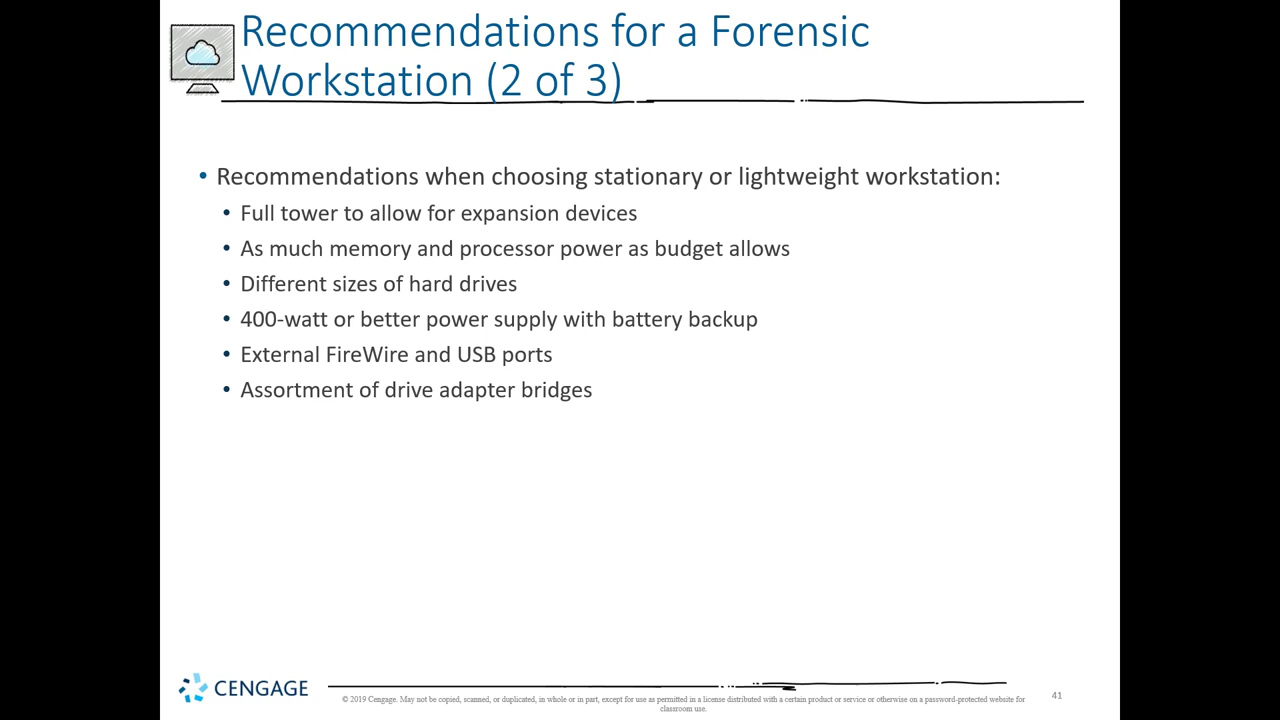 Recommendations for a Forensic
Workstation (2 of 3)
• Recommendations when choosing stationary or lightweight workstation:
• Full tower to allow for expansion devices
• As much memory and processor power as budget allows
• Different sizes of hard drives
• 400-watt or better power supply with battery backup
• External FireWire and USB ports
• Assortment of drive adapter bridges
CENGAGE
© 2019 Cengage. May not be copied, scanned, or duplicated, in whole or in part, except for use as permitted in a license distributed with a certain product or service or otherwise on a password-protected website for
classroom use.
41